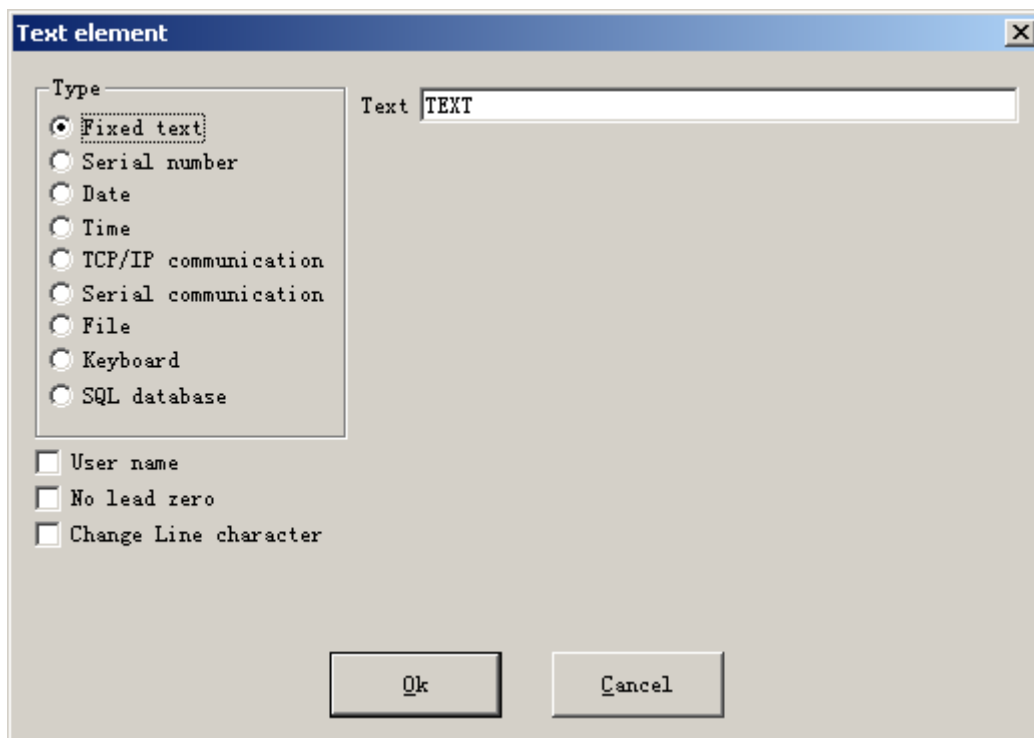 Text element
Type
Text TEXT
Fixed text
Serial number
Date
Time
TCP/IP communication
Serial communication
File
Keyboard
SQL database
User name
No lead zero
Change Line character
Ok
Cancel